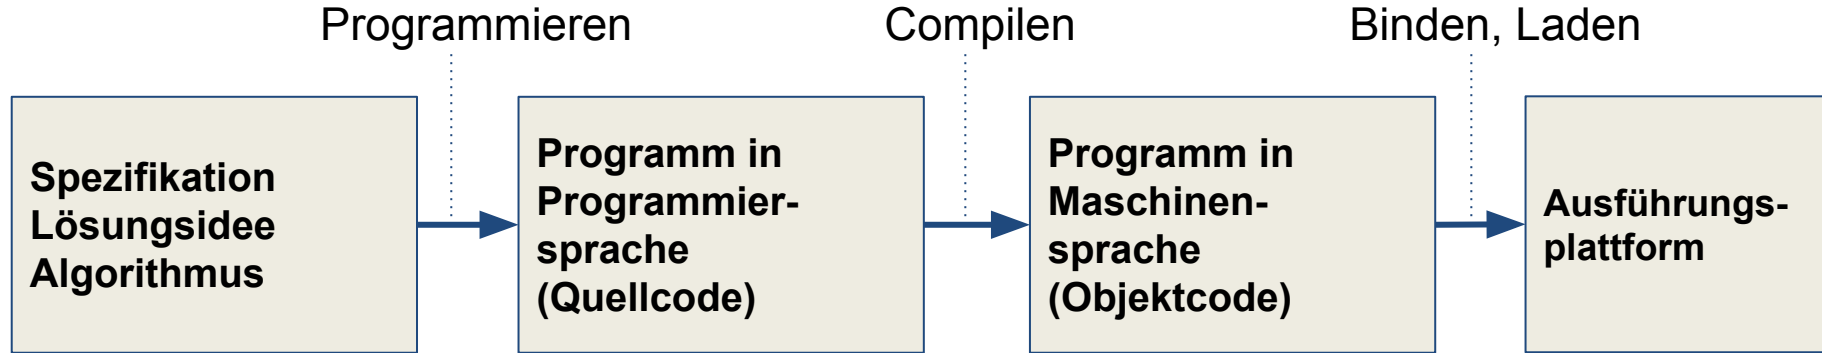 Programmieren
Compilen
Binden, Laden
Spezifikation
Lösungsidee
Algorithmus
Programm in
Programmier-
sprache
(Quellcode)
Programm in
Maschinen-
sprache
(Objektcode)
Ausführungs-
plattform